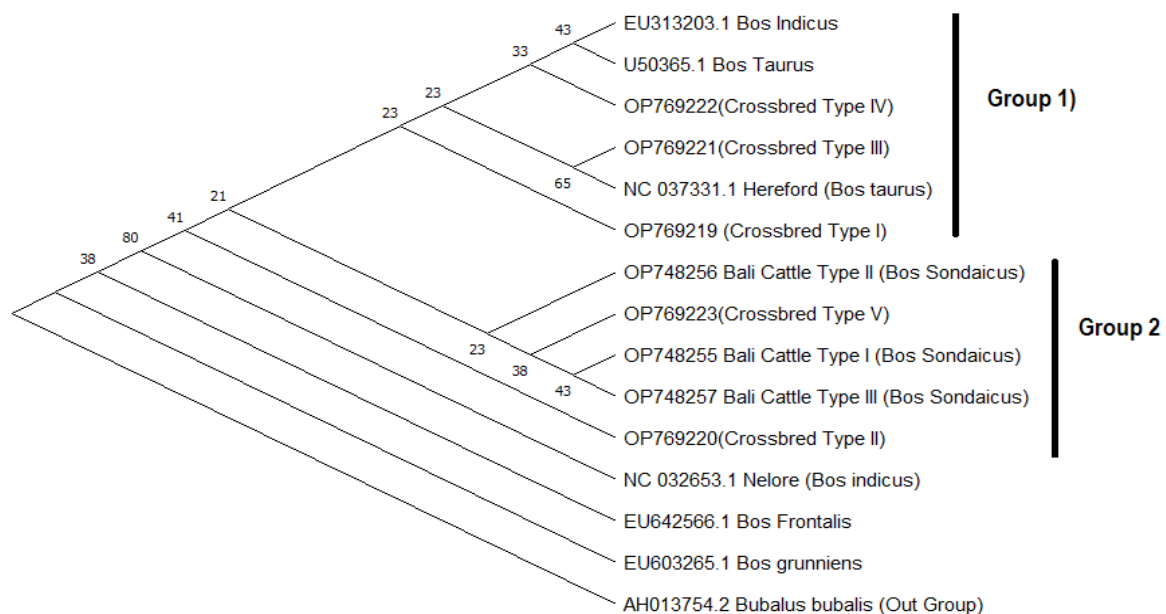 EU313203.1 Bos Indicus
43
U50365.1 Bos Taurus
33
OP769222(Crossbred Type IV)
Group 1)
23
23
OP769221(Crossbred Type III)
65
NC 037331.1 Hereford (Bos taurus)
21
OP769219 (Crossbred Type I)
41
80
38
OP748256 Bali Cattle Type II (Bos Sondaicus)
OP769223(Crossbred Type V)
Group 2
23
OP748255 Bali Cattle Type I (Bos Sondaicus)
38
43
OP748257 Bali Cattle Type III (Bos Sondaicus)
OP769220(Crossbred Type II)
NC 032653.1 Nelore (Bos indicus)
EU642566.1 Bos Frontalis
EU603265.1 Bos grunniens
AH013754.2 Bubalus bubalis (Out Group)